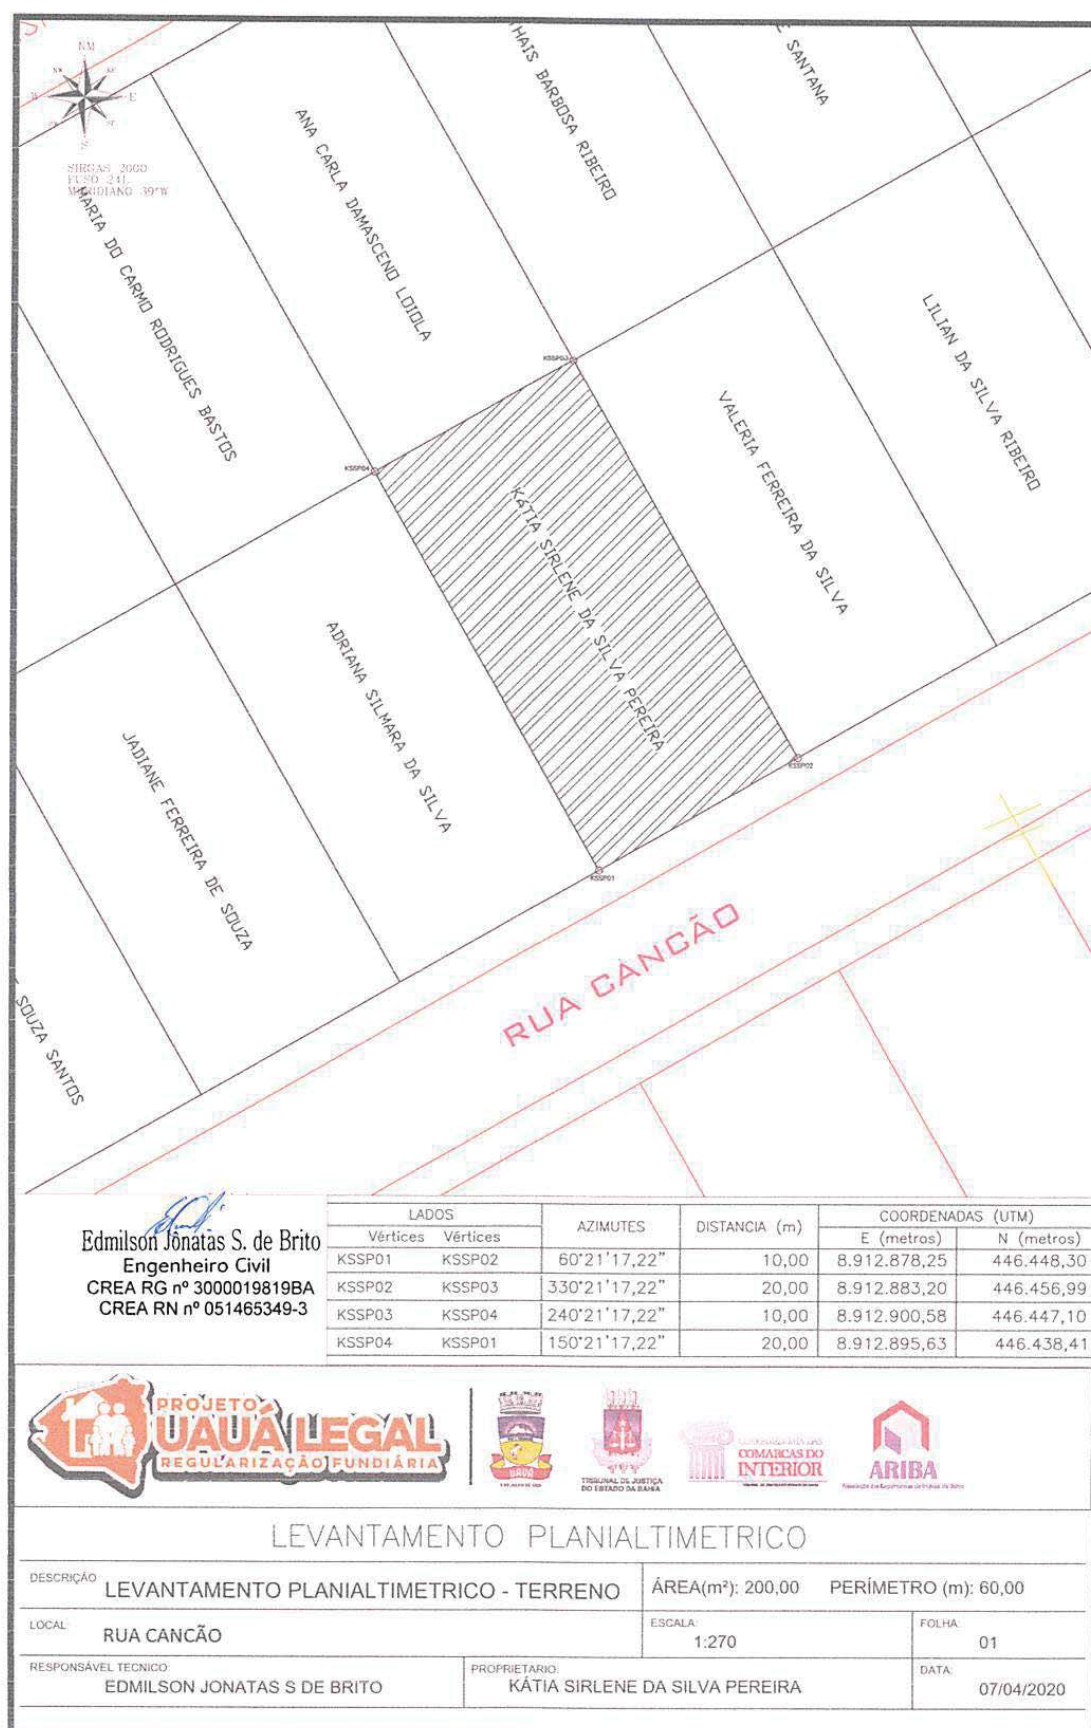 NM
E
S
SIRGAS 2000
FUSO 24L
MERIDIANO 39°W
MARIA DO CARMO RODRIGUES BASTOS
ANA CARLA DAMASCENO LOIOLA
THAIS BARBOSA RIBEIRO
SANTANA
LILIAN DA SILVA RIBEIRO
VALERIA FERREIRA DA SILVA
KÁTIA SIRLENE DA SILVA PEREIRA
ADRIANA SILMARA DA SILVA
JADIANE FERREIRA DE SOUZA
SOUZA SANTOS
KSSP03
KSSP04
KSSP02
KSSP01
RUA CANCÃO
Edmilson Jônatas S. de Brito
Engenheiro Civil
CREA RG nº 3000019819BA
CREA RN nº 051465349-3
LADOS AZIMUTES DISTANCIA (m) COORDENADAS (UTM)
Vértices Vértices E (metros) N (metros)
KSSP01 KSSP02 60°21'17,22" 10,00 8.912.878,25 446.448,30
KSSP02 KSSP03 330°21'17,22" 20,00 8.912.883,20 446.456,99
KSSP03 KSSP04 240°21'17,22" 10,00 8.912.900,58 446.447,10
KSSP04 KSSP01 150°21'17,22" 20,00 8.912.895,63 446.438,41
PROJETO
UAUÁ LEGAL
REGULARIZAÇÃO FUNDIÁRIA
UAUÁ
TRIBUNAL DE JUSTIÇA
DO ESTADO DA BAHIA
COMARCAS DO
INTERIOR
ARIBA
LEVANTAMENTO PLANIALTIMETRICO
DESCRIÇÃO LEVANTAMENTO PLANIALTIMETRICO - TERRENO ÁREA(m²): 200,00 PERÍMETRO (m): 60,00
LOCAL: RUA CANCÃO ESCALA: 1:270 FOLHA: 01
RESPONSÁVEL TECNICO: EDMILSON JONATAS S DE BRITO PROPRIETARIO: KÁTIA SIRLENE DA SILVA PEREIRA DATA: 07/04/2020